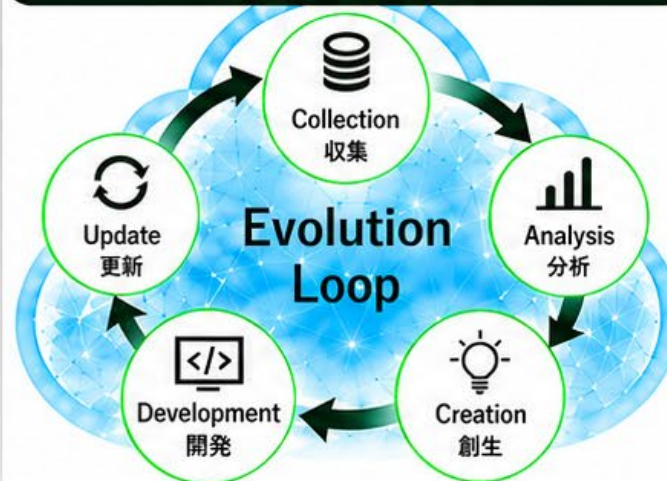 Collection
収集
Analysis
分析
Creation
創生
Development
開発
Update
更新
Evolution
Loop
</>